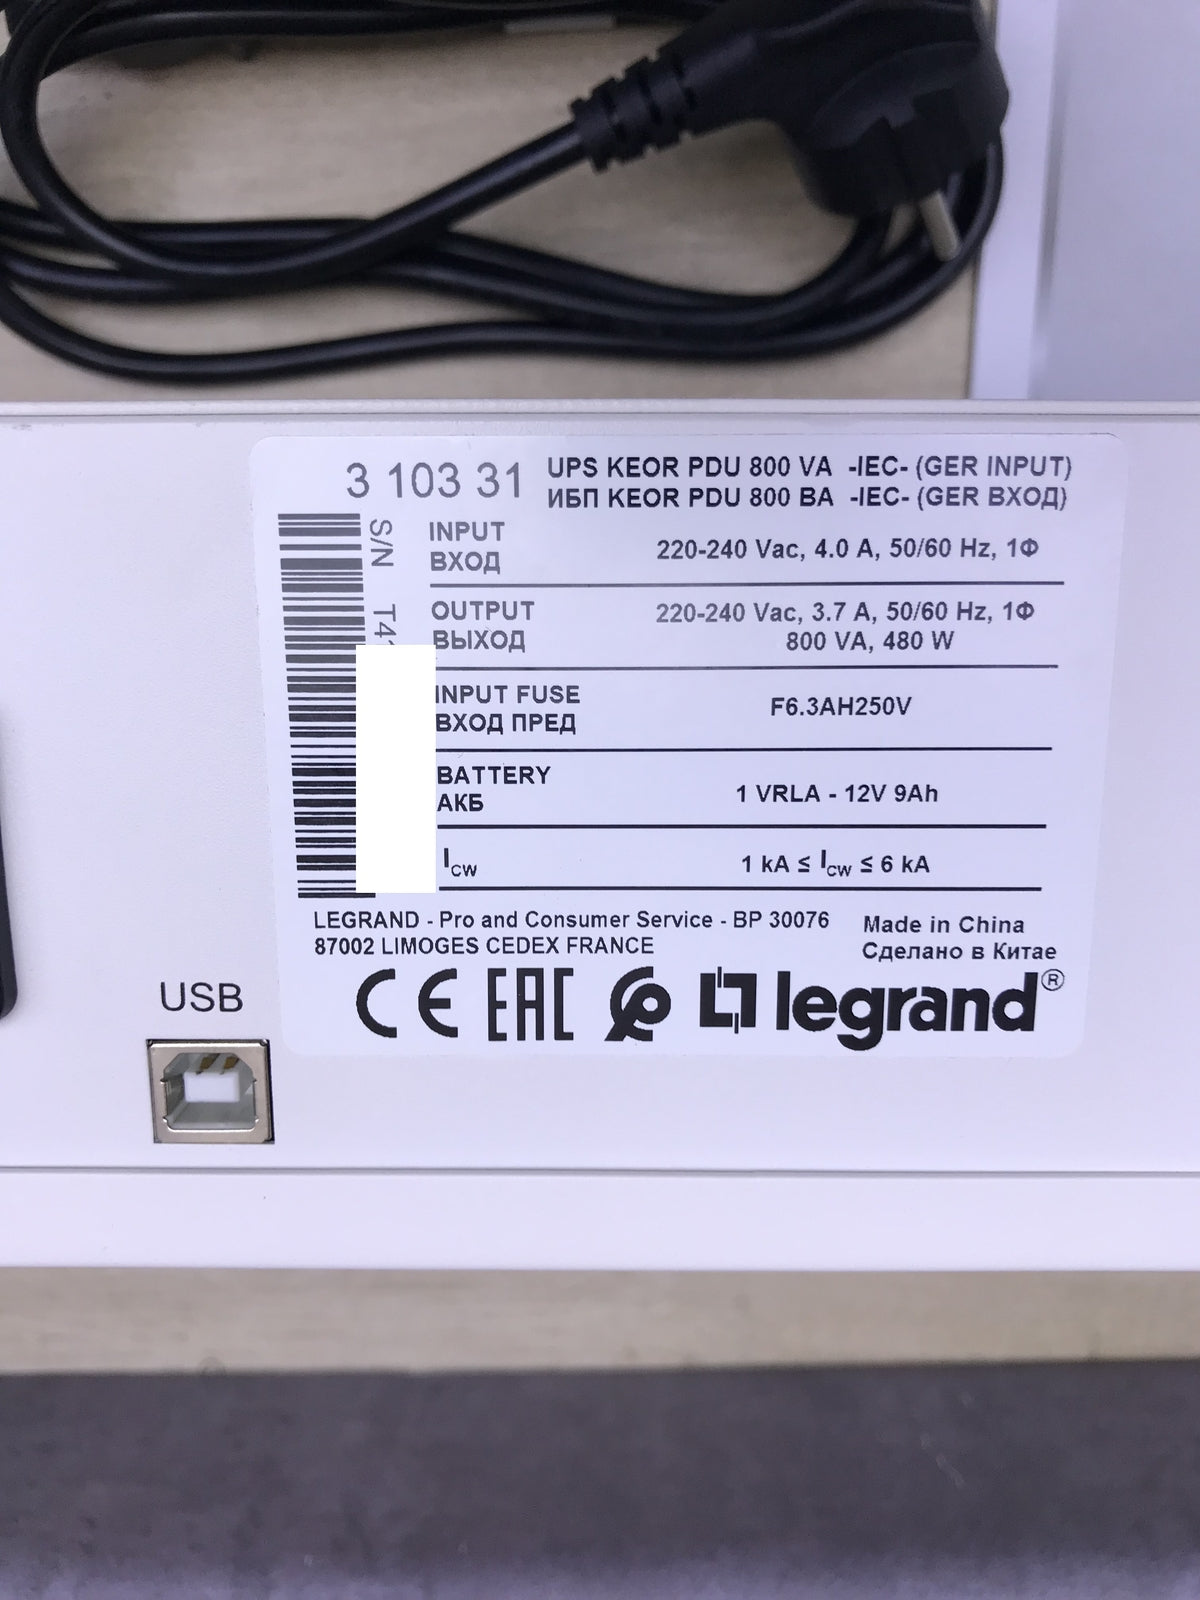 3 103 31
UPS KEOR PDU 800 VA -IEC- (GER INPUT)
ИБП KEOR PDU 800 ВА -IEC- (GER ВХОД)
S/N
INPUT
ВХОД
220-240 Vac, 4.0 A, 50/60 Hz, 1Ф
OUTPUT
ВЫХОД
220-240 Vac, 3.7 A, 50/60 Hz, 1Ф
800 VA, 480 W
INPUT FUSE
ВХОД ПРЕД
F6.3AH250V
BATTERY
АКБ
1 VRLA - 12V 9Ah
Icw
1 kA ≤ Icw ≤ 6 kA
LEGRAND - Pro and Consumer Service - BP 30076
87002 LIMOGES CEDEX FRANCE
Made in China
Сделано в Китае
CE EAC legrand®
USB